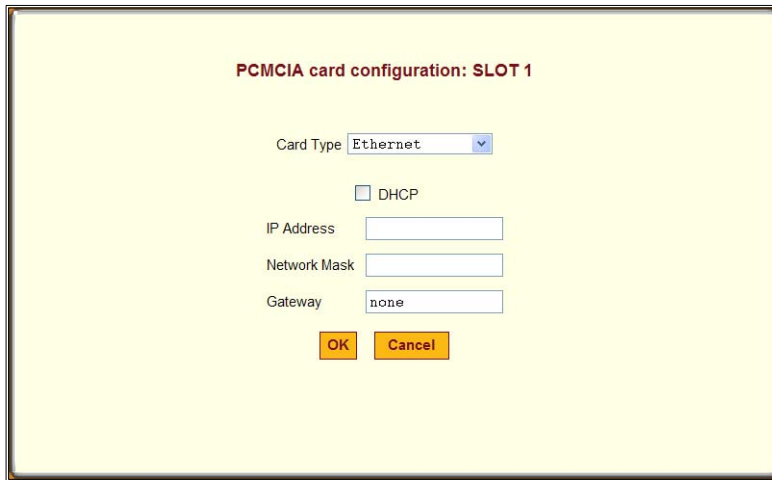 PCMCIA card configuration: SLOT 1
Card Type Ethernet
DHCP
IP Address
Network Mask
Gateway none
OK Cancel